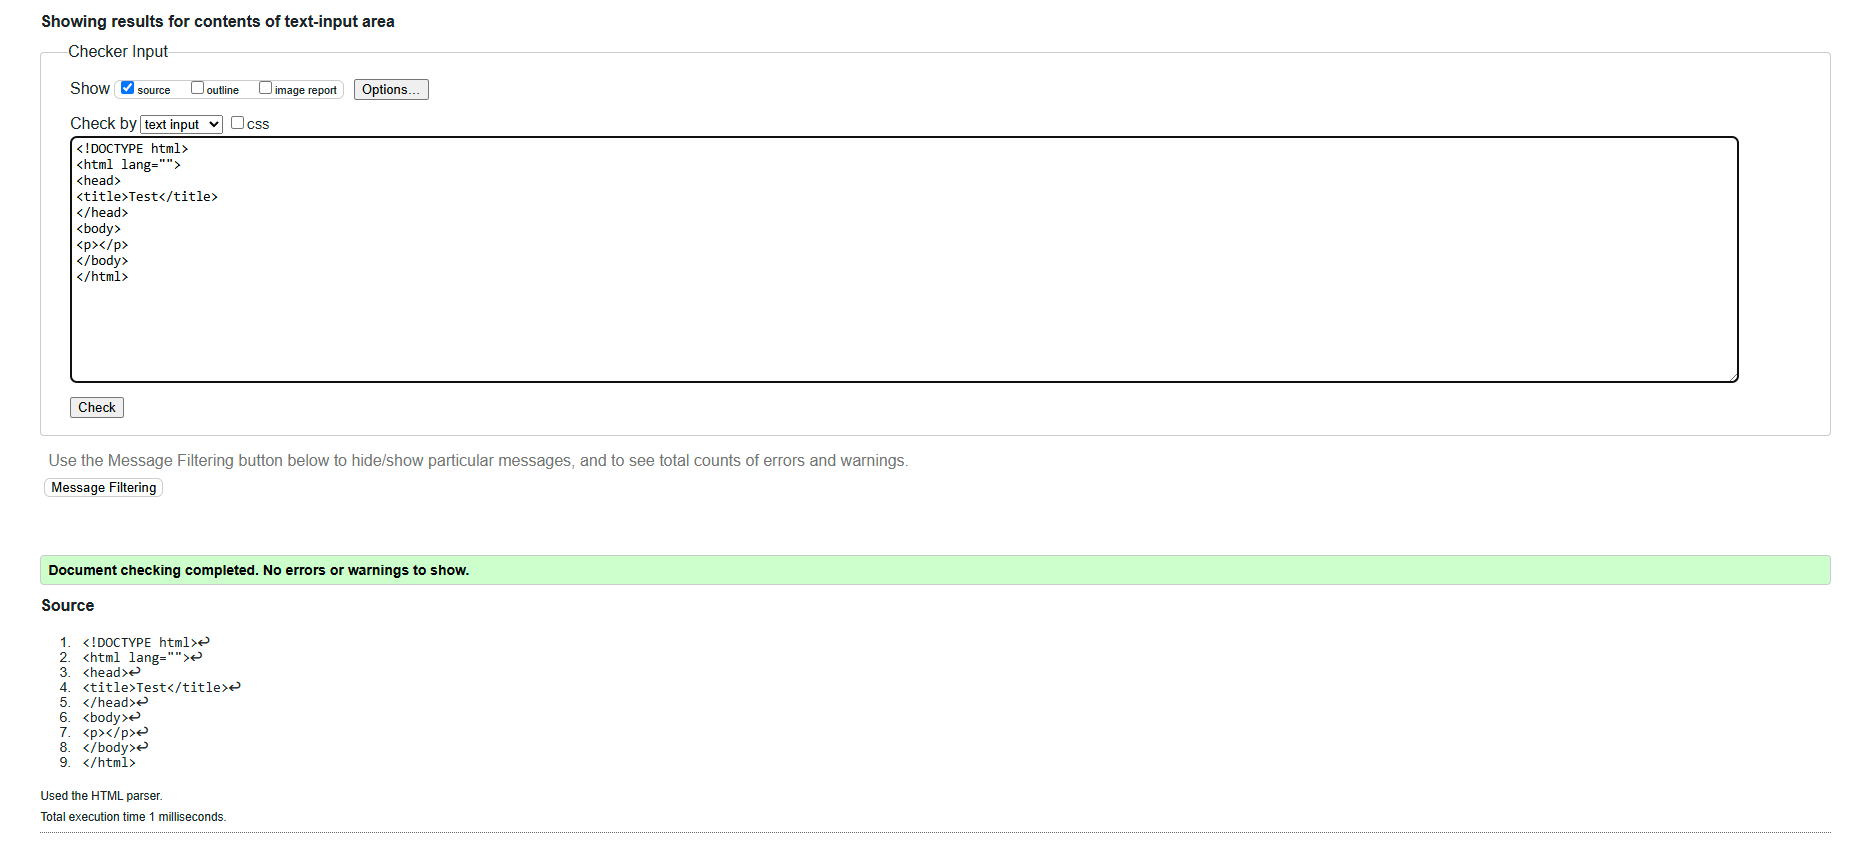 Showing results for contents of text-input area
Checker Input
Show source outline image report Options...
Check by text input css
<!DOCTYPE html>
<html lang="">
<head>
<title>Test</title>
</head>
<body>
<p></p>
</body>
</html>
Check
Use the Message Filtering button below to hide/show particular messages, and to see total counts of errors and warnings.
Message Filtering
Document checking completed. No errors or warnings to show.
Source
1. <!DOCTYPE html>↩
2. <html lang="">↩
3. <head>↩
4. <title>Test</title>↩
5. </head>↩
6. <body>↩
7. <p></p>↩
8. </body>↩
9. </html>
Used the HTML parser.
Total execution time 1 milliseconds.